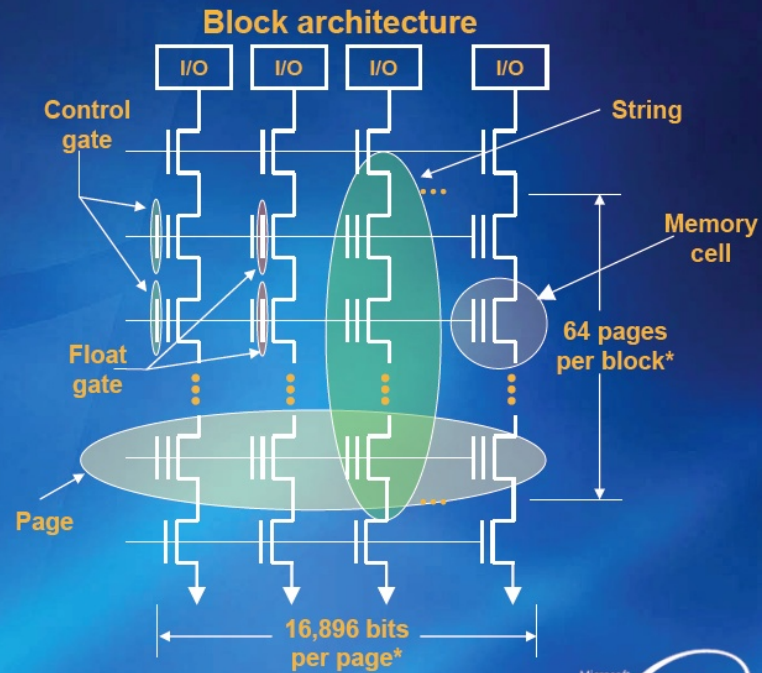 Block architecture
I/O
I/O
I/O
I/O
Control
gate
String
...
Memory
cell
64 pages
per block*
Float
gate
Page
...
16,896 bits
per page*
Microsoft